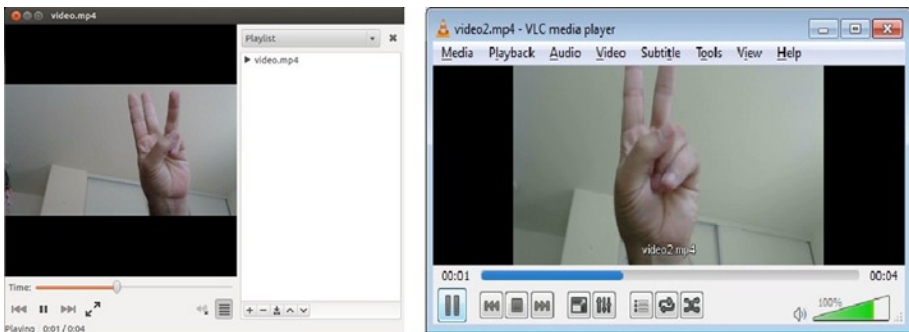 video.mp4
Playlist
video.mp4
Time:
Playing 0:01 / 0:04
video2.mp4 - VLC media player
Media Playback Audio Video Subtitle Tools View Help
video2.mp4
00:01 00:04
100%